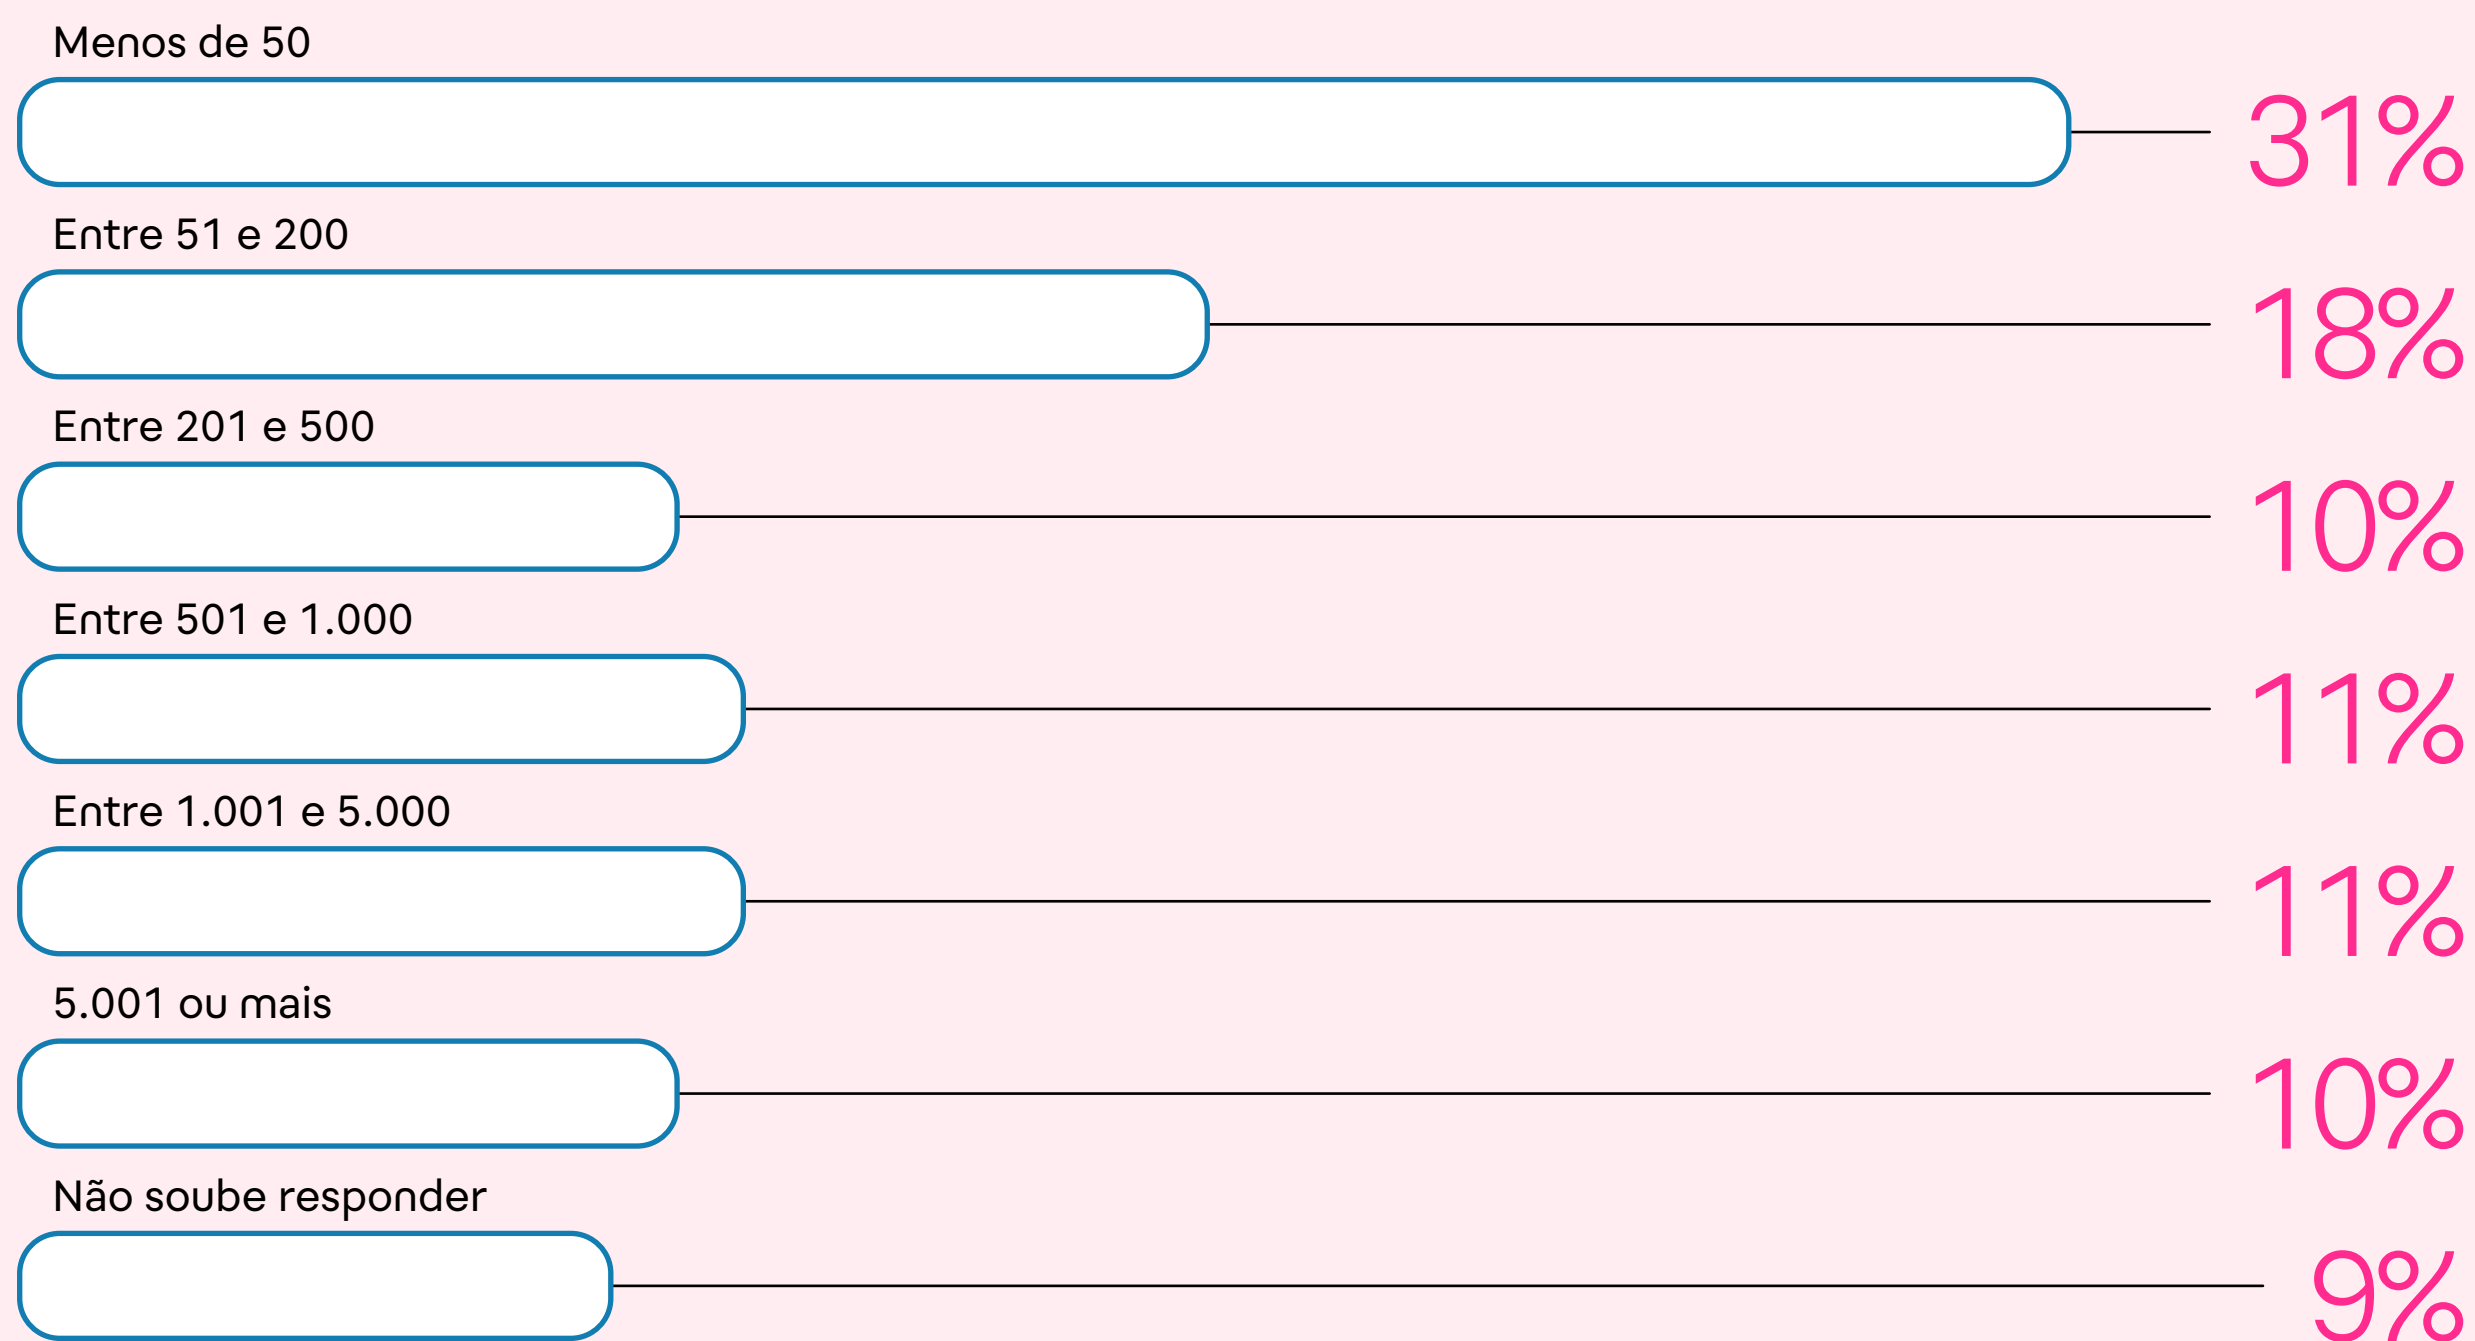 Menos de 50
31%
Entre 51 e 200
18%
Entre 201 e 500
10%
Entre 501 e 1.000
11%
Entre 1.001 e 5.000
11%
5.001 ou mais
10%
Não soube responder
9%